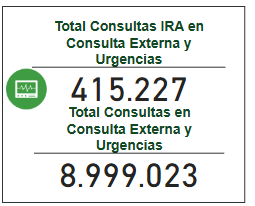 Total Consultas IRA en
Consulta Externa y
Urgencias
415.227
Total Consultas en
Consulta Externa y
Urgencias
8.999.023